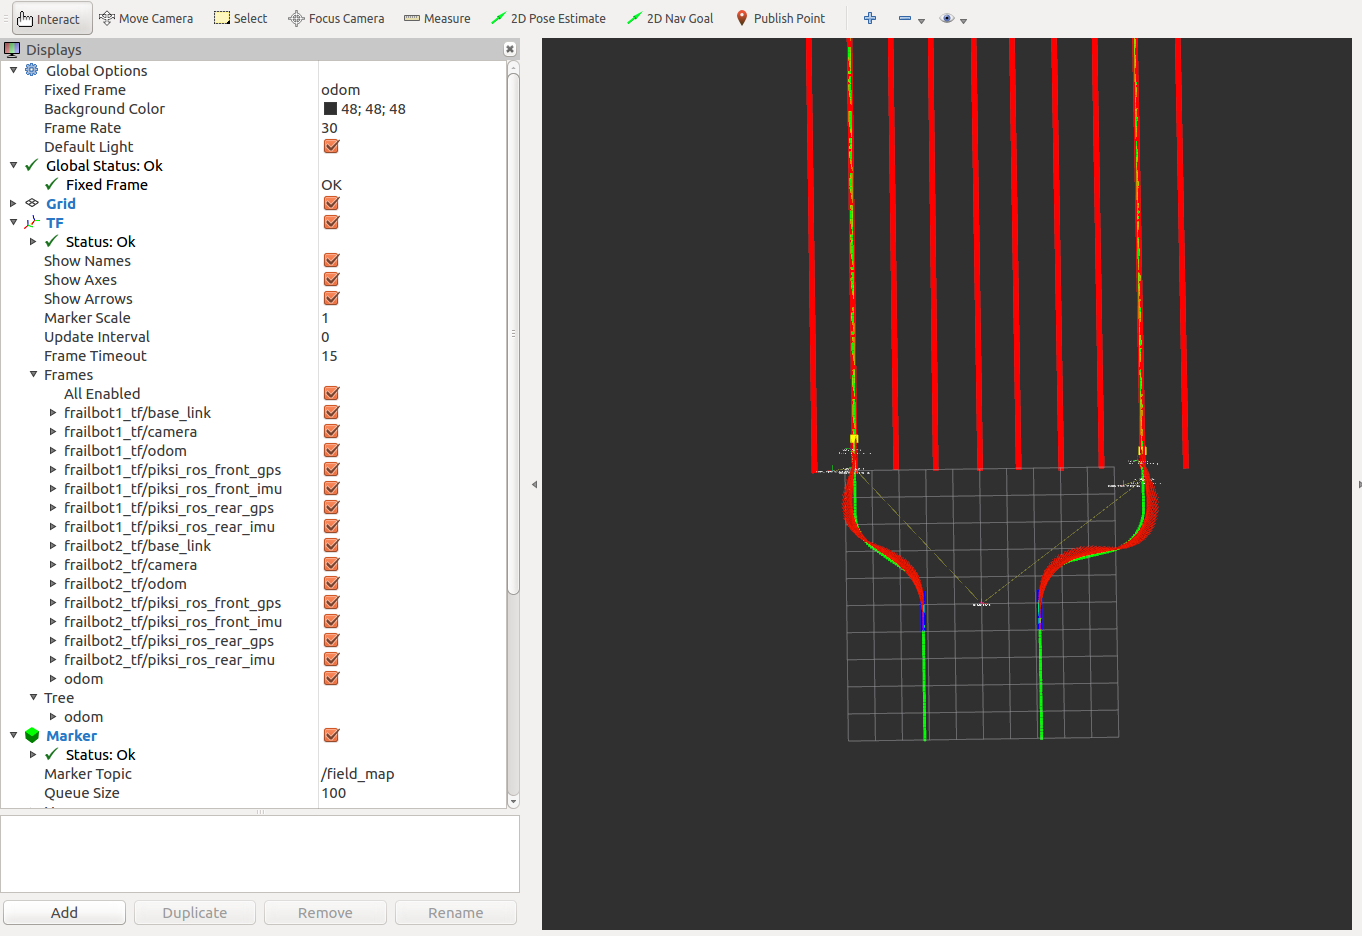 Interact Move Camera Select Focus Camera Measure 2D Pose Estimate 2D Nav Goal Publish Point
Displays
Global Options
Fixed Frame odom
Background Color 48; 48; 48
Frame Rate 30
Default Light
Global Status: Ok
Fixed Frame OK
Grid
TF
Status: Ok
Show Names
Show Axes
Show Arrows
Marker Scale 1
Update Interval 0
Frame Timeout 15
Frames
All Enabled
frailbot1_tf/base_link
frailbot1_tf/camera
frailbot1_tf/odom
frailbot1_tf/piksi_ros_front_gps
frailbot1_tf/piksi_ros_front_imu
frailbot1_tf/piksi_ros_rear_gps
frailbot1_tf/piksi_ros_rear_imu
frailbot2_tf/base_link
frailbot2_tf/camera
frailbot2_tf/odom
frailbot2_tf/piksi_ros_front_gps
frailbot2_tf/piksi_ros_front_imu
frailbot2_tf/piksi_ros_rear_gps
frailbot2_tf/piksi_ros_rear_imu
odom
Tree
odom
Marker
Status: Ok
Marker Topic /field_map
Queue Size 100
Add Duplicate Remove Rename